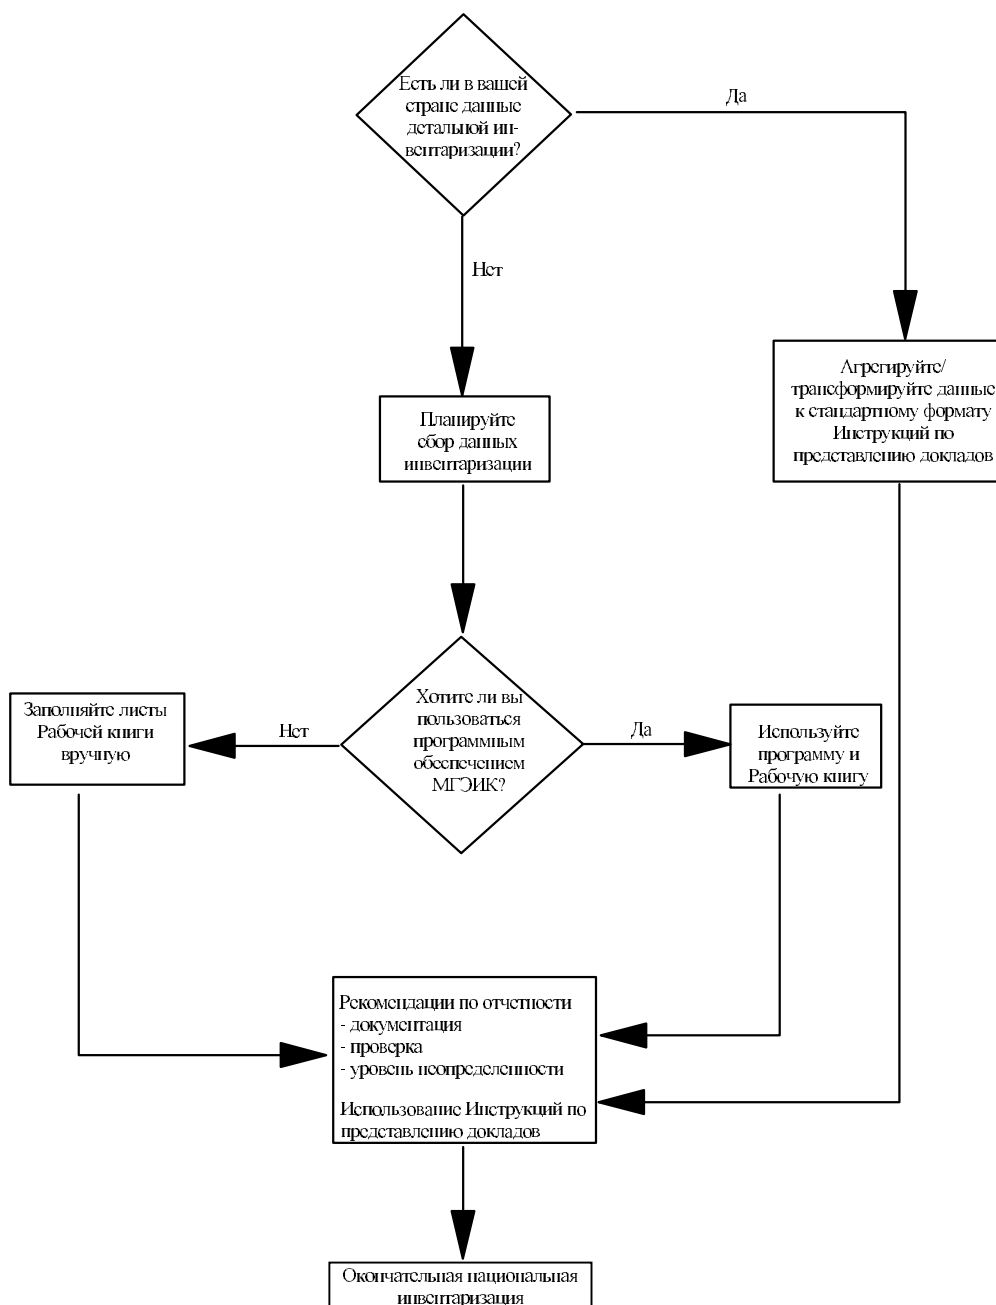 Есть ли в вашей
стране данные
детальной ин-
вентаризации?
Да
Нет
Агрегируйте/
трансформируйте данные
к стандартному формату
Инструкций по
представлению докладов
Планируйте
сбор данных
инвентаризации
Хотите ли вы
пользоваться
программным
обеспечением
МГЭИК?
Нет
Да
Заполняйте листы
Рабочей книги
вручную
Используйте
программу и
Рабочую книгу
Рекомендации по отчетности
- документация
- проверка
- уровень неопределенности
Использование Инструкций по
представлению докладов
Окончательная национальная
инвентаризация